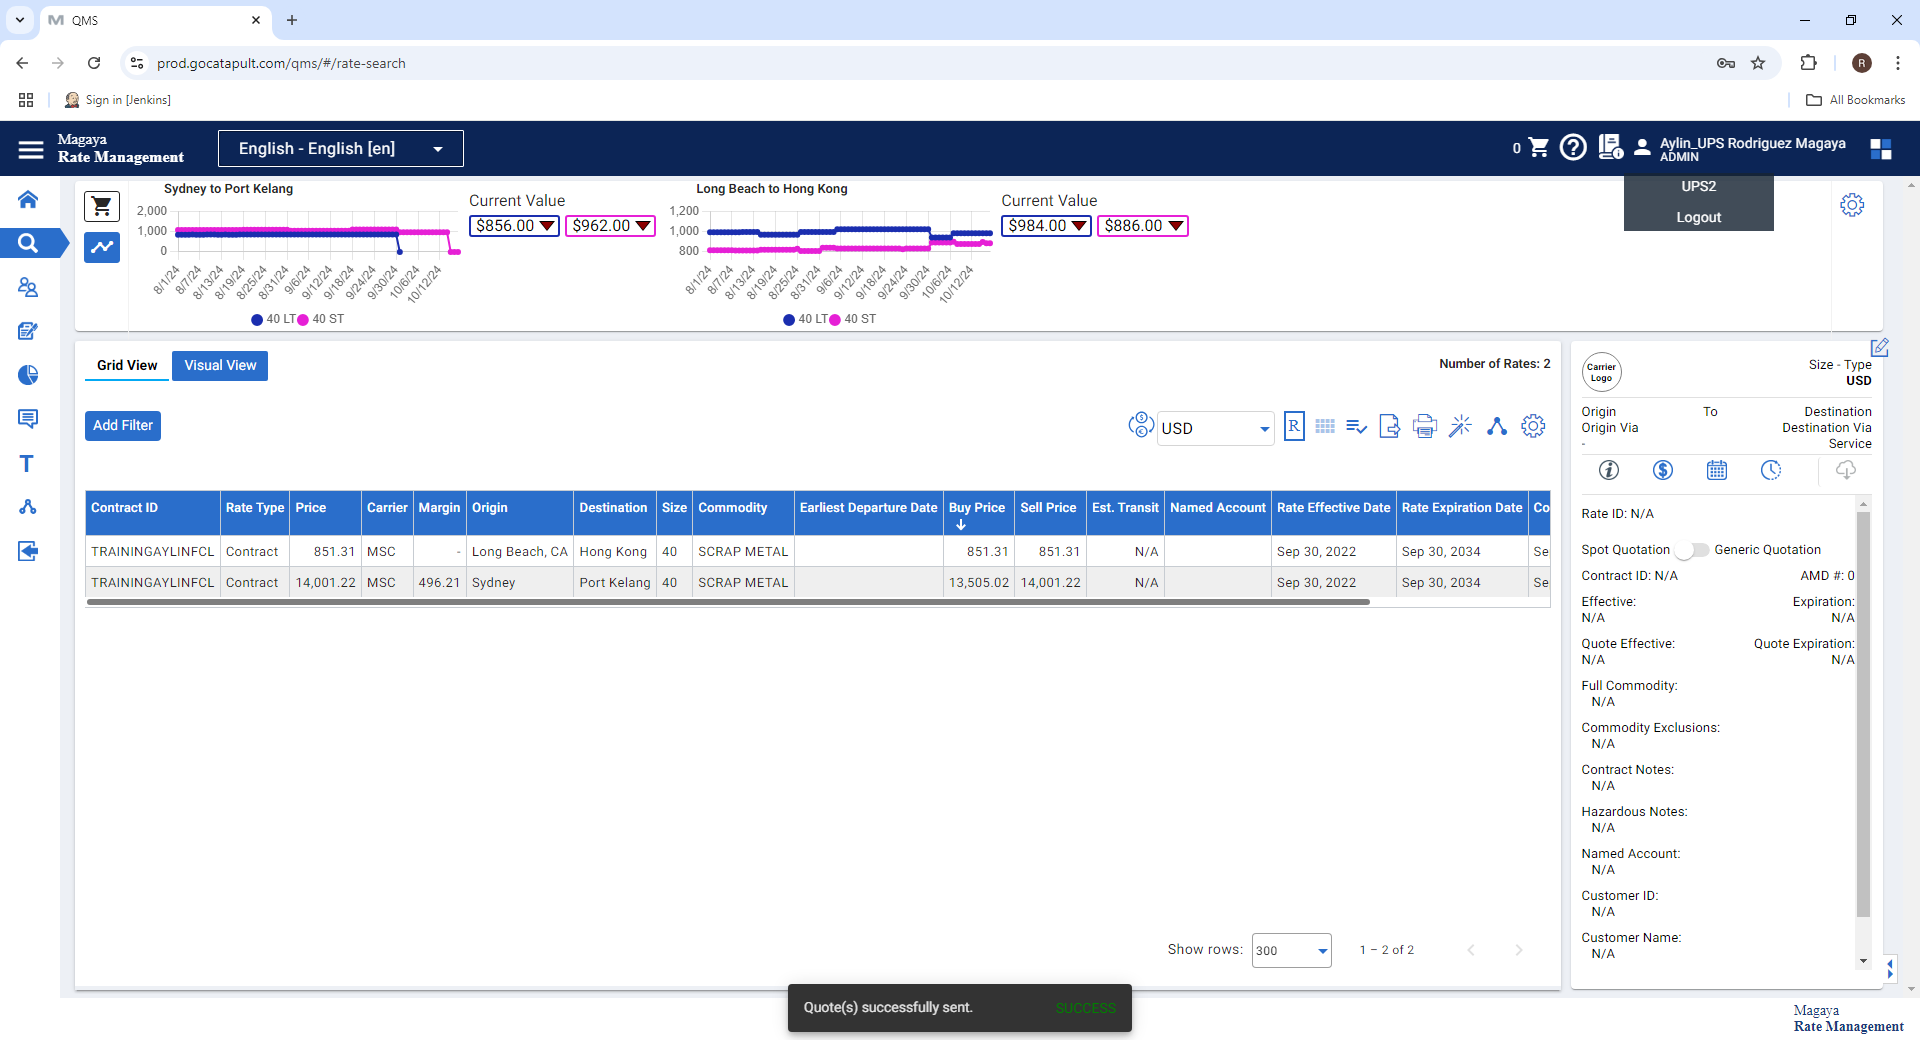 QMS
prod.gocatapult.com/qms/#/rate-search
R
Sign in [Jenkins]
All Bookmarks
Magaya
Rate Management
English - English [en]
0
Aylin_UPS Rodriguez Magaya
ADMIN
UPS2
Logout
Sydney to Port Kelang
2,000
1,000
0
8/1/24
8/7/24
8/13/24
8/19/24
8/25/24
8/31/24
9/6/24
9/12/24
9/18/24
9/24/24
9/30/24
10/6/24
10/12/24
40 LT
40 ST
Current Value
$856.00
$962.00
Long Beach to Hong Kong
1,200
1,000
800
8/1/24
8/7/24
8/13/24
8/19/24
8/25/24
8/31/24
9/6/24
9/12/24
9/18/24
9/24/24
9/30/24
10/6/24
10/12/24
40 LT
40 ST
Current Value
$984.00
$886.00
Grid View
Visual View
Number of Rates: 2
Add Filter
USD
R
Contract ID Rate Type Price Carrier Margin Origin Destination Size Commodity Earliest Departure Date Buy Price Sell Price Est. Transit Named Account Rate Effective Date Rate Expiration Date Co
TRAININGAYLINFCL Contract 851.31 MSC - Long Beach, CA Hong Kong 40 SCRAP METAL 851.31 851.31 N/A Sep 30, 2022 Sep 30, 2034 Se
TRAININGAYLINFCL Contract 14,001.22 MSC 496.21 Sydney Port Kelang 40 SCRAP METAL 13,505.02 14,001.22 N/A Sep 30, 2022 Sep 30, 2034 Se
Show rows: 300 1 – 2 of 2
Carrier
Logo
Size - Type
USD
Origin To Destination
Origin Via Destination Via
- Service
Rate ID: N/A
Spot Quotation Generic Quotation
Contract ID: N/A AMD #: 0
Effective: Expiration:
N/A N/A
Quote Effective: Quote Expiration:
N/A N/A
Full Commodity:
N/A
Commodity Exclusions:
N/A
Contract Notes:
N/A
Hazardous Notes:
N/A
Named Account:
N/A
Customer ID:
N/A
Customer Name:
N/A
Quote(s) successfully sent. SUCCESS
Magaya
Rate Management